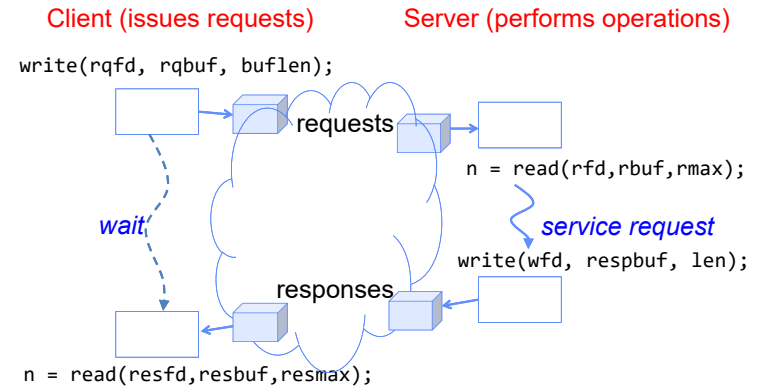 Client (issues requests)
Server (performs operations)
write(rqfd, rqbuf, buflen);
requests
n = read(rfd,rbuf,rmax);
wait
service request
write(wfd, respbuf, len);
responses
n = read(resfd,resbuf,resmax);